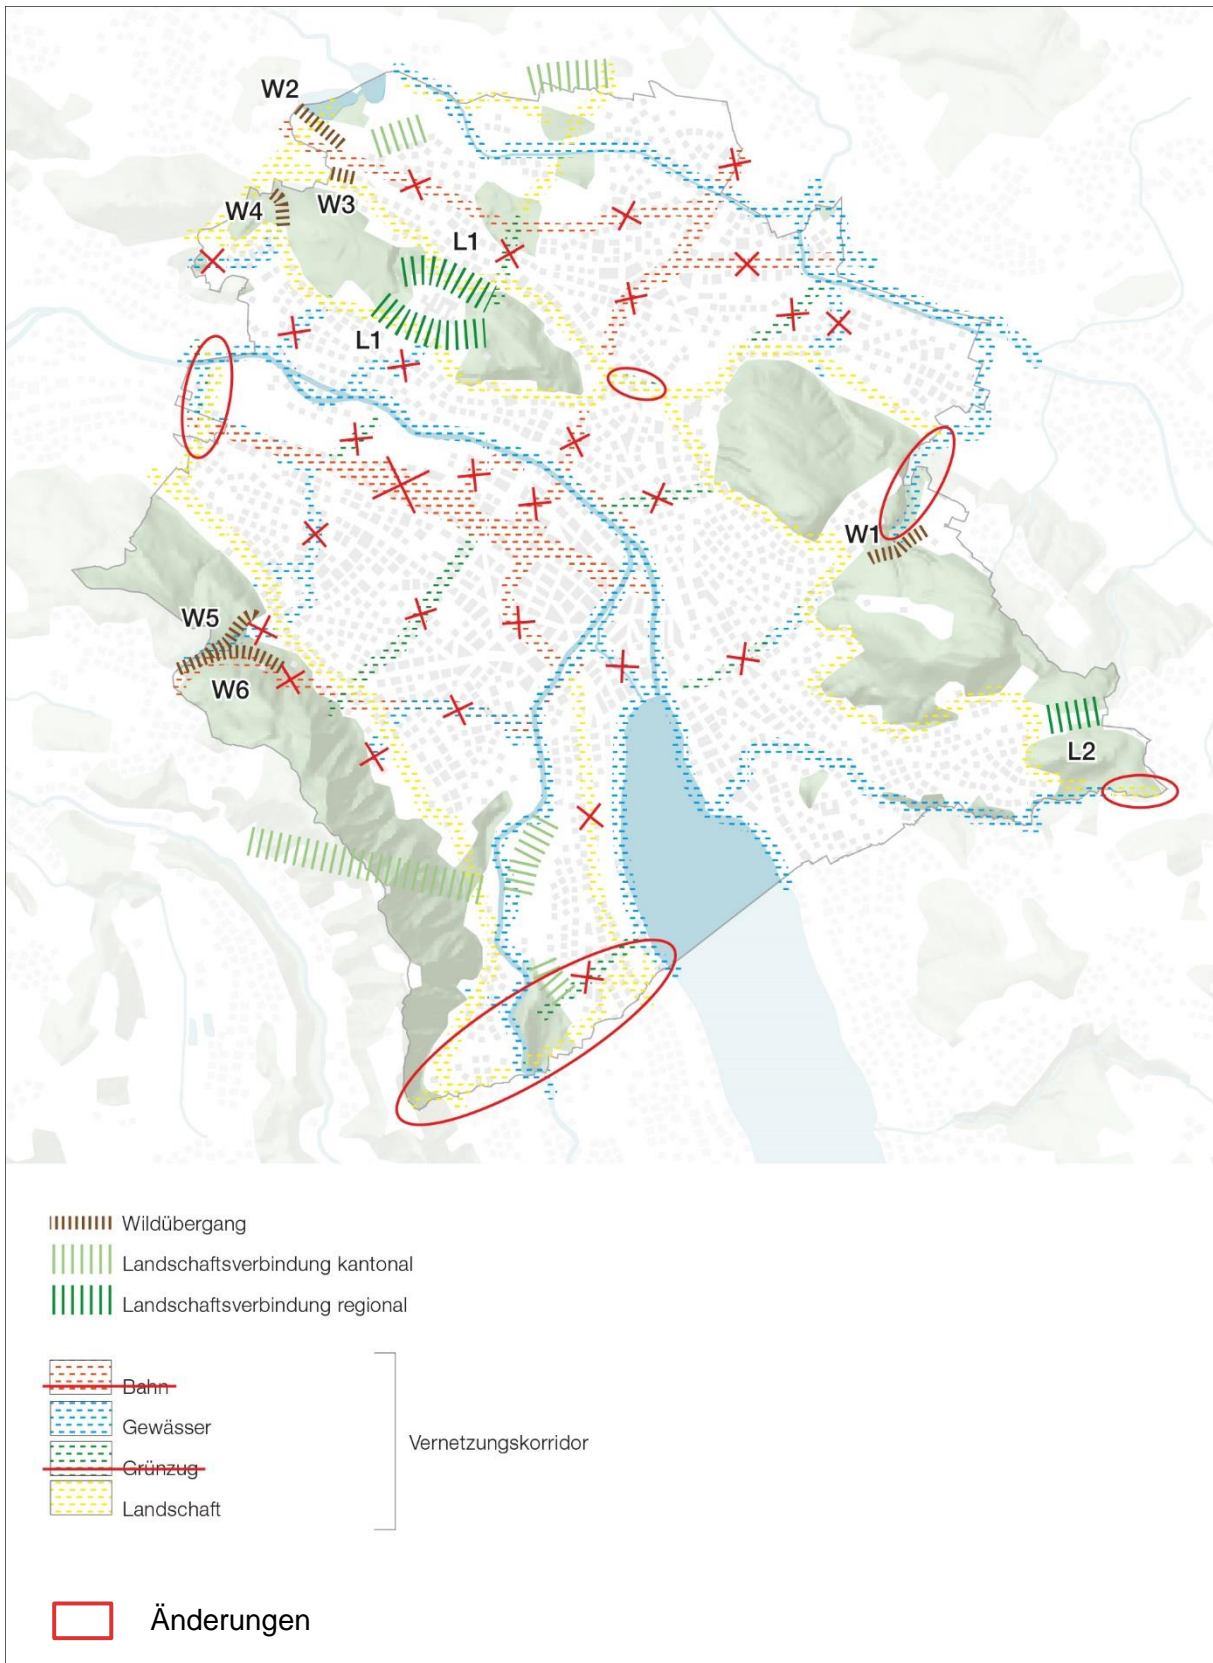 W2
W3
W4
L1
L1
W1
W5
W6
L2
Wildübergang
Landschaftsverbindung kantonal
Landschaftsverbindung regional
Bahn
Gewässer
Grünzug
Landschaft
Vernetzungskorridor
Änderungen